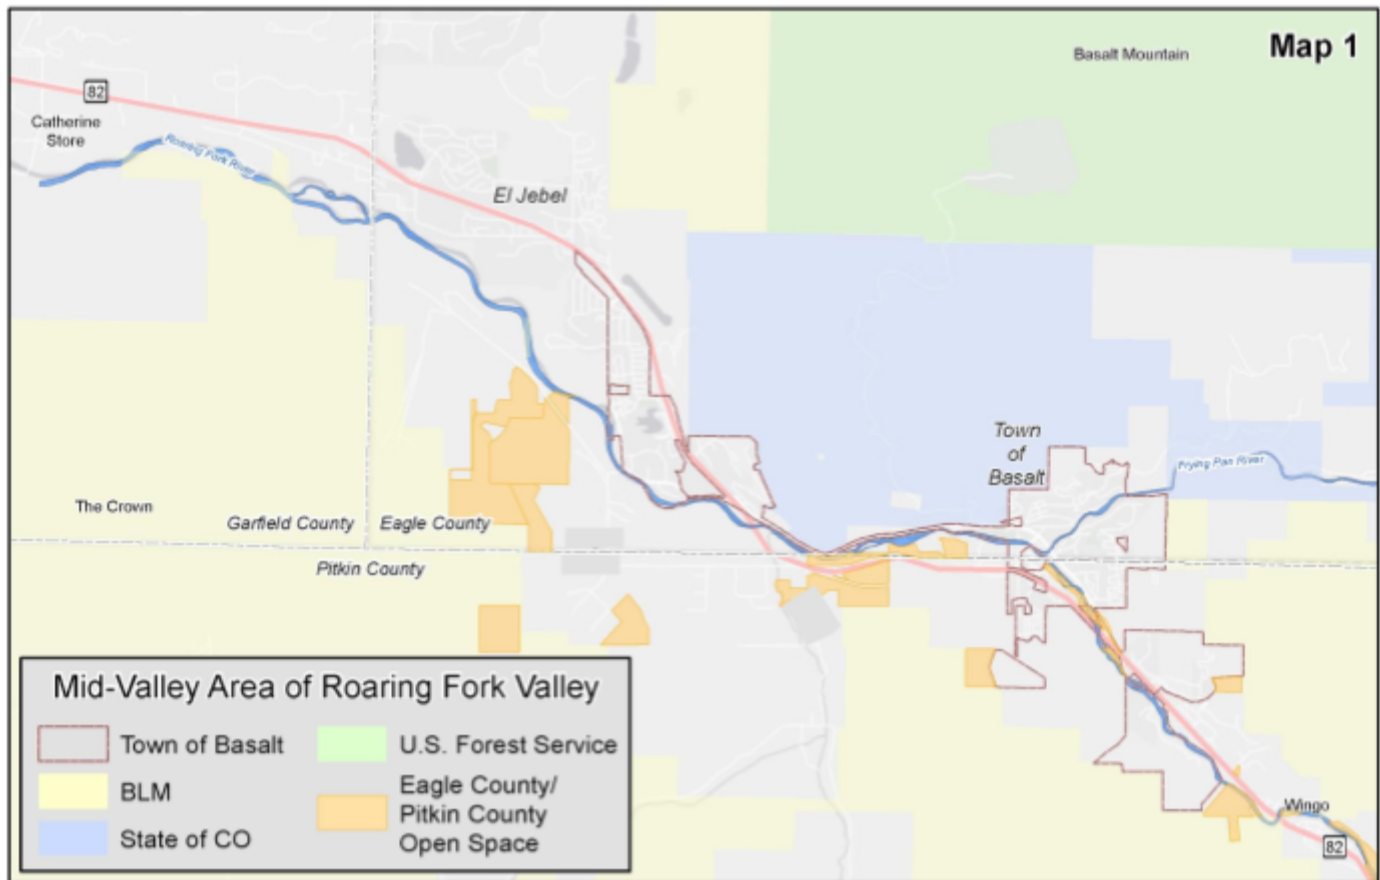 Map 1
Basalt Mountain
82
Catherine
Store
Roaring Fork River
El Jebel
Town
of
Basalt
Frying Pan River
The Crown
Garfield County
Eagle County
Pitkin County
Wingo
82
Mid-Valley Area of Roaring Fork Valley
Town of Basalt
BLM
State of CO
U.S. Forest Service
Eagle County/
Pitkin County
Open Space